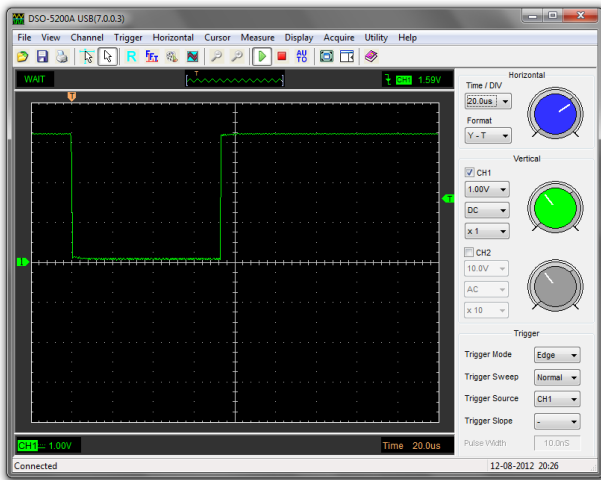 DSO-5200A USB(7.0.0.3)
File View Channel Trigger Horizontal Cursor Measure Display Acquire Utility Help
R FFT AUTO
WAIT T CH1 1.59V
T
T
1
CH1 1.00V Time 20.0us
Horizontal
Time / DIV
20.0us
Format
Y - T
Vertical
CH1
1.00V
DC
x 1
CH2
10.0V
AC
x 10
Trigger
Trigger Mode Edge
Trigger Sweep Normal
Trigger Source CH1
Trigger Slope -
Pulse Width 10.0nS
Connected 12-08-2012 20:26